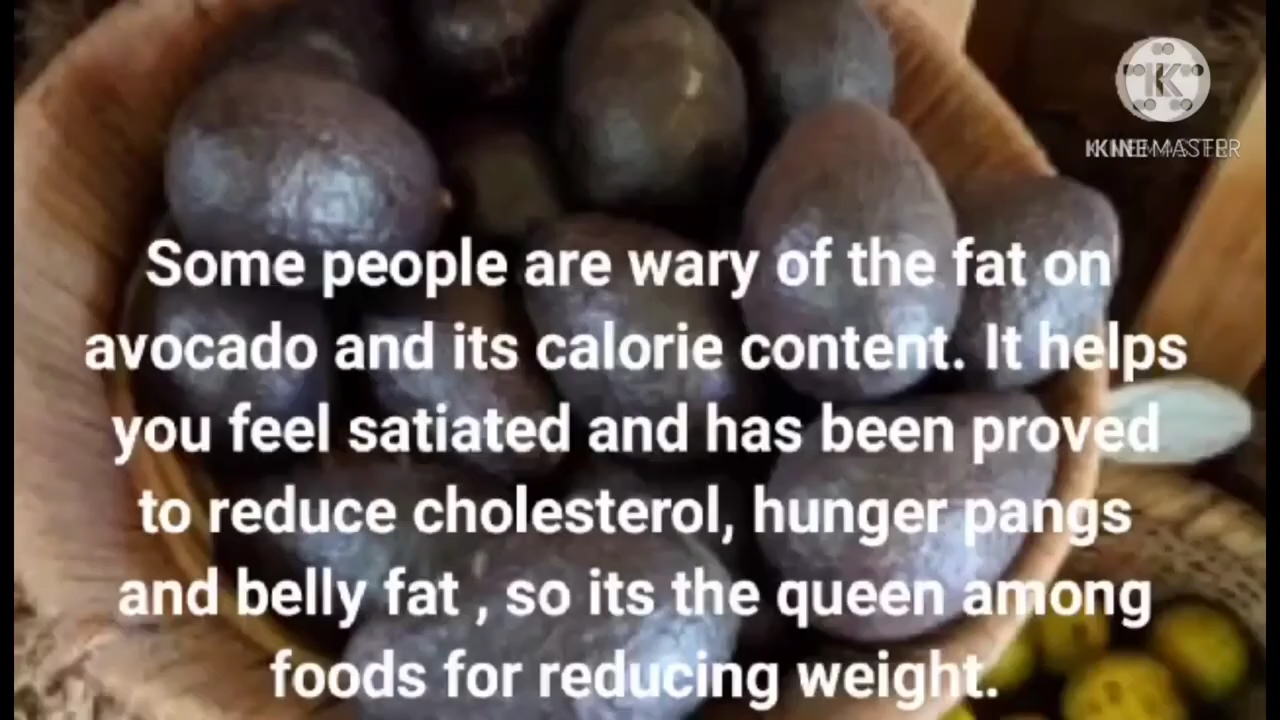 KINEMASTER
Some people are wary of the fat on
avocado and its calorie content. It helps
you feel satiated and has been proved
to reduce cholesterol, hunger pangs
and belly fat , so its the queen among
foods for reducing weight.